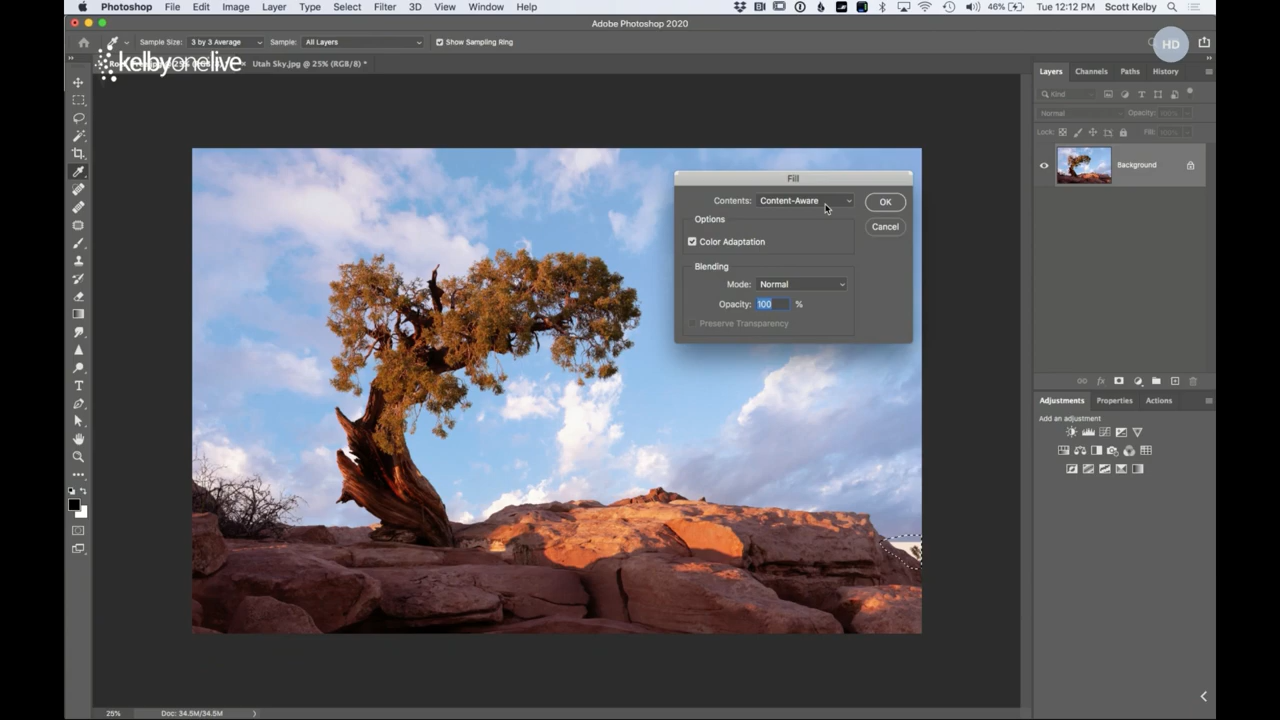 Photoshop File Edit Image Layer Type Select Filter 3D View Window Help 46% Tue 12:12 PM Scott Kelby
Adobe Photoshop 2020
Sample Size: 3 by 3 Average Sample: All Layers Show Sampling Ring
HD
kelbyonelive
Utah Sky.jpg @ 25% (RGB/8) *
Layers Channels Paths History
Kind
Normal Opacity: 100%
Lock: Fill: 100%
Background
Fill
Contents: Content-Aware OK
Options
Cancel
Color Adaptation
Blending
Mode: Normal
Opacity: 100 %
Preserve Transparency
Adjustments Properties Actions
Add an adjustment
25% Doc: 34.5M/34.5M